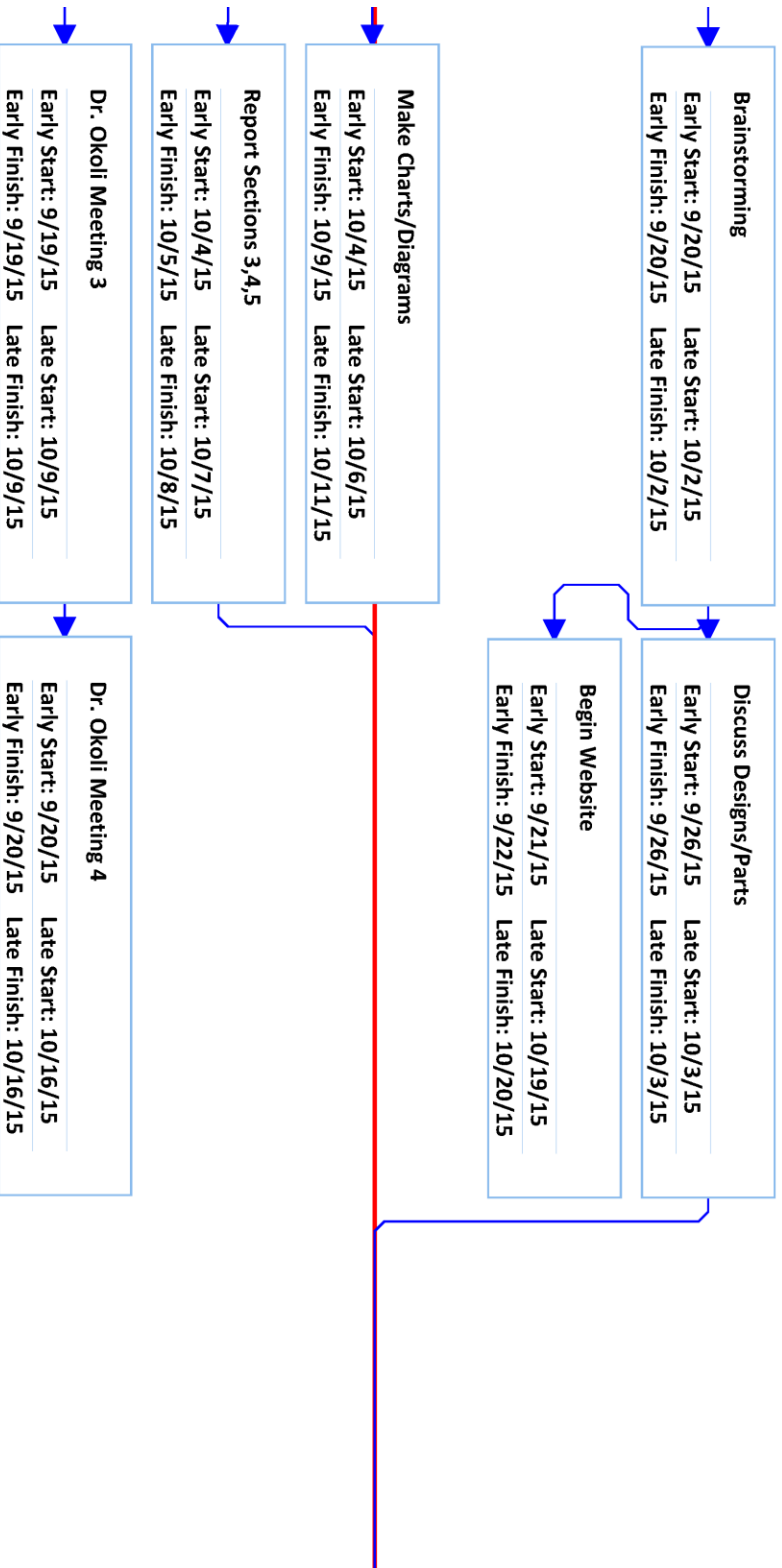 Brainstorming
Early Start: 9/20/15 Late Start: 10/2/15
Early Finish: 9/20/15 Late Finish: 10/2/15
Discuss Designs/Parts
Early Start: 9/26/15 Late Start: 10/3/15
Early Finish: 9/26/15 Late Finish: 10/3/15
Begin Website
Early Start: 9/21/15 Late Start: 10/19/15
Early Finish: 9/22/15 Late Finish: 10/20/15
Make Charts/Diagrams
Early Start: 10/4/15 Late Start: 10/6/15
Early Finish: 10/9/15 Late Finish: 10/11/15
Report Sections 3,4,5
Early Start: 10/4/15 Late Start: 10/7/15
Early Finish: 10/5/15 Late Finish: 10/8/15
Dr. Okoli Meeting 3
Early Start: 9/19/15 Late Start: 10/9/15
Early Finish: 9/19/15 Late Finish: 10/9/15
Dr. Okoli Meeting 4
Early Start: 9/20/15 Late Start: 10/16/15
Early Finish: 9/20/15 Late Finish: 10/16/15